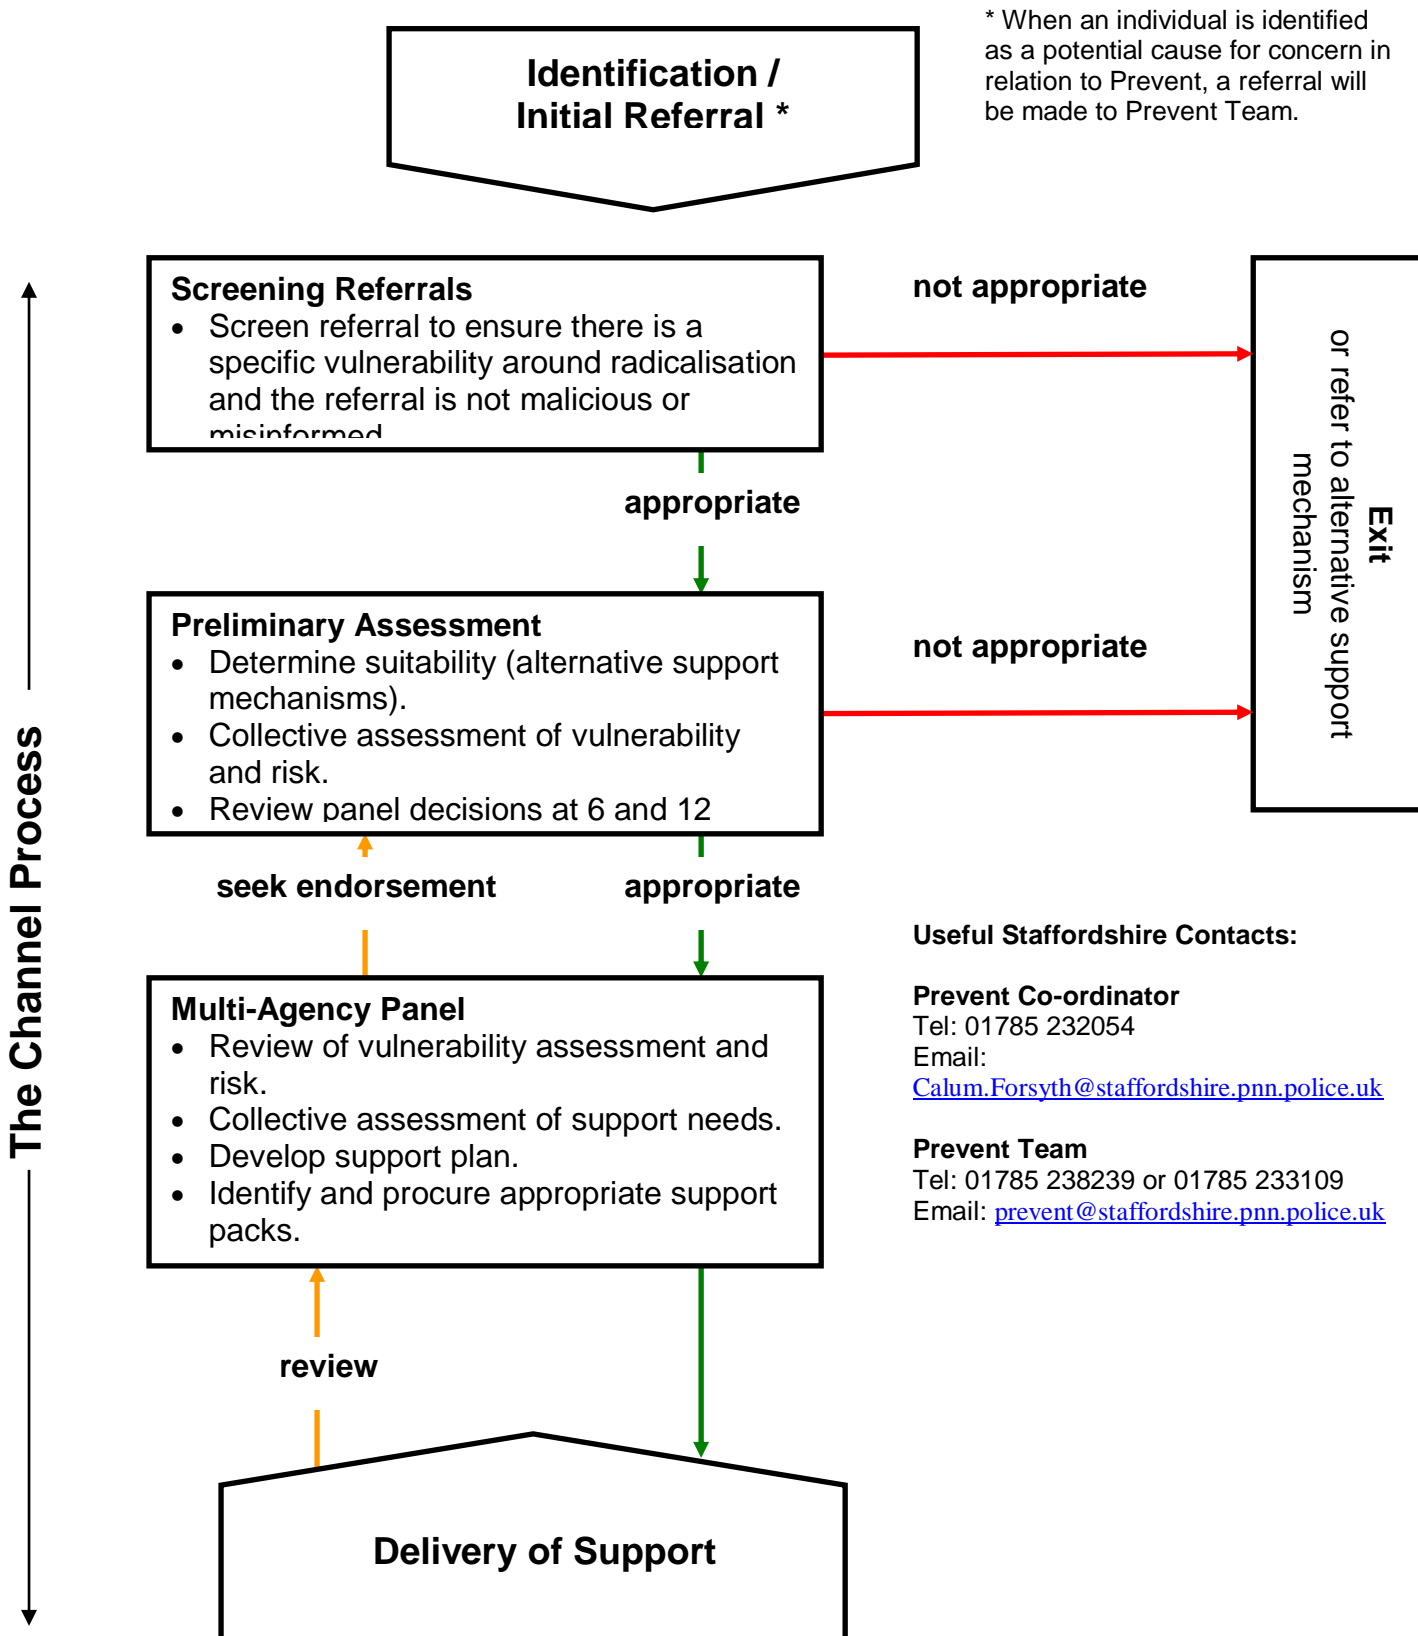 * When an individual is identified
as a potential cause for concern in
relation to Prevent, a referral will
be made to Prevent Team.
Identification /
Initial Referral *
The Channel Process
Screening Referrals
• Screen referral to ensure there is a
specific vulnerability around radicalisation
and the referral is not malicious or
misinformed
not appropriate
appropriate
Exit
or refer to alternative support
mechanism
Preliminary Assessment
• Determine suitability (alternative support
mechanisms).
• Collective assessment of vulnerability
and risk.
• Review panel decisions at 6 and 12
not appropriate
seek endorsement
appropriate
Multi-Agency Panel
• Review of vulnerability assessment and
risk.
• Collective assessment of support needs.
• Develop support plan.
• Identify and procure appropriate support
packs.
Useful Staffordshire Contacts:
Prevent Co-ordinator
Tel: 01785 232054
Email:
Calum.Forsyth@staffordshire.pnn.police.uk
Prevent Team
Tel: 01785 238239 or 01785 233109
Email: prevent@staffordshire.pnn.police.uk
review
Delivery of Support